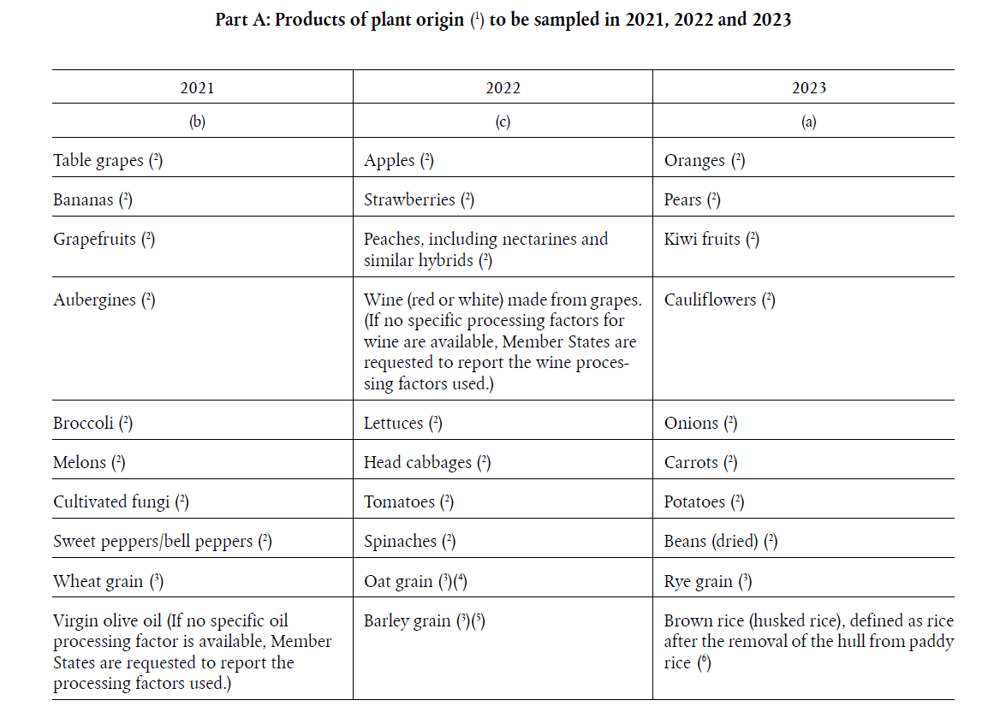 Part A: Products of plant origin (¹) to be sampled in 2021, 2022 and 2023
2021 2022 2023
(b) (c) (a)
Table grapes (²) Apples (²) Oranges (²)
Bananas (²) Strawberries (²) Pears (²)
Grapefruits (²) Peaches, including nectarines and Kiwi fruits (²)
similar hybrids (²)
Aubergines (²) Wine (red or white) made from grapes. Cauliflowers (²)
(If no specific processing factors for
wine are available, Member States are
requested to report the wine proces-
sing factors used.)
Broccoli (²) Lettuces (²) Onions (²)
Melons (²) Head cabbages (²) Carrots (²)
Cultivated fungi (²) Tomatoes (²) Potatoes (²)
Sweet peppers/bell peppers (²) Spinaches (²) Beans (dried) (²)
Wheat grain (³) Oat grain (³)(⁴) Rye grain (³)
Virgin olive oil (If no specific oil Barley grain (³)(⁵) Brown rice (husked rice), defined as rice
processing factor is available, Member after the removal of the hull from paddy
States are requested to report the rice (⁶)
processing factors used.)